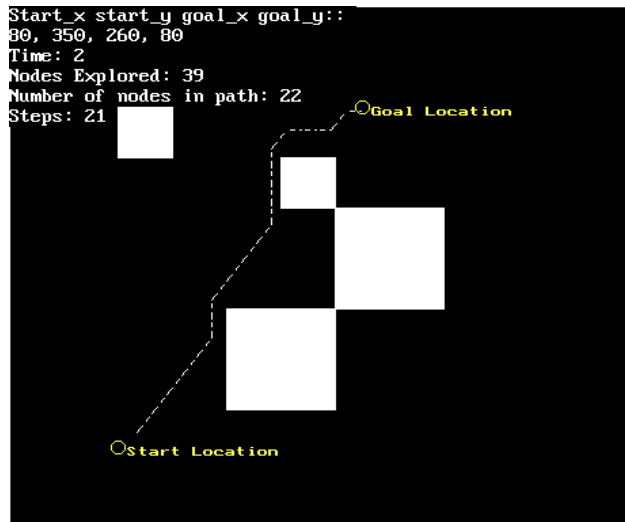 Start_x start_y goal_x goal_y::
80, 350, 260, 80
Time: 2
Nodes Explored: 39
Number of nodes in path: 22
Steps: 21
Goal Location
Start Location